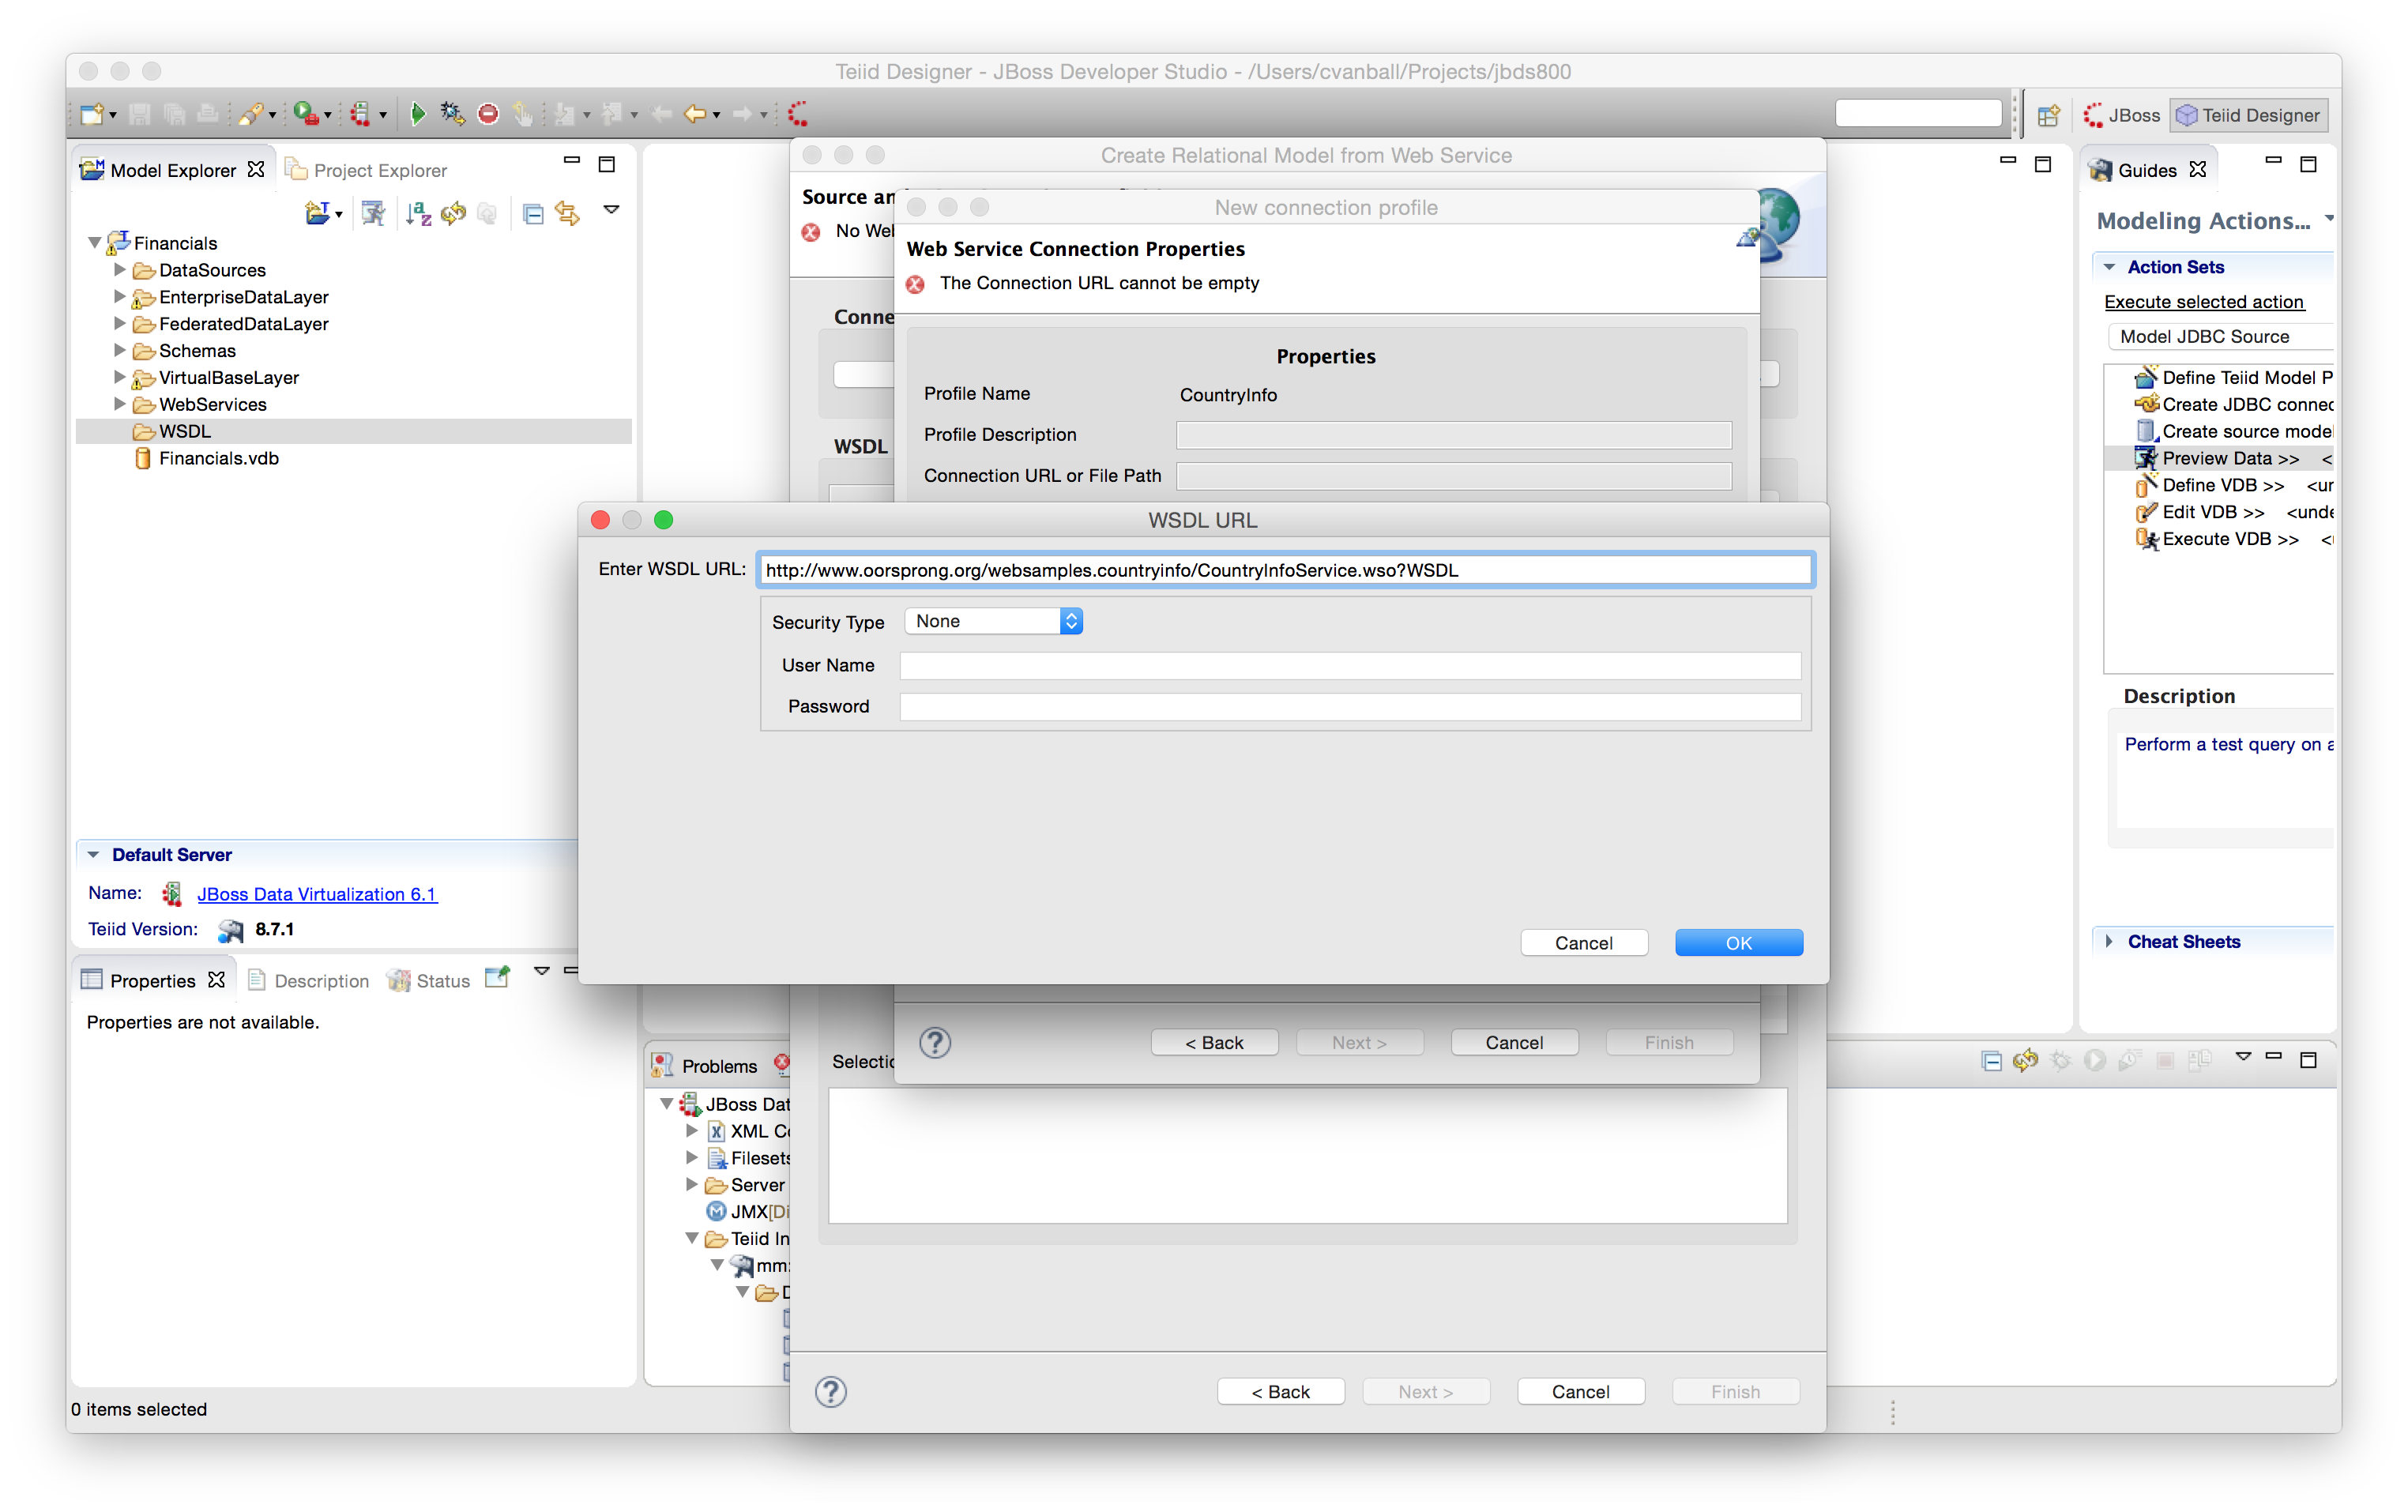 Teiid Designer - JBoss Developer Studio - /Users/cvanball/Projects/jbds800
JBoss
Teiid Designer
Model Explorer
Project Explorer
Financials
DataSources
EnterpriseDataLayer
FederatedDataLayer
Schemas
VirtualBaseLayer
WebServices
WSDL
Financials.vdb
Default Server
Name:
JBoss Data Virtualization 6.1
Teiid Version:
8.7.1
Properties
Description
Status
Properties are not available.
0 items selected
Create Relational Model from Web Service
Source an
No Wel
Conne
WSDL
Selectio
< Back
Next >
Cancel
Finish
New connection profile
Web Service Connection Properties
The Connection URL cannot be empty
Properties
Profile Name
CountryInfo
Profile Description
Connection URL or File Path
< Back
Next >
Cancel
Finish
WSDL URL
Enter WSDL URL:
http://www.oorsprong.org/websamples.countryinfo/CountryInfoService.wso?WSDL
Security Type
None
User Name
Password
Cancel
OK
Problems
JBoss Dat
XML Co
Filesets
Server
JMX[Di
Teiid In
mm:
Guides
Modeling Actions...
Action Sets
Execute selected action
Model JDBC Source
Define Teiid Model P
Create JDBC connec
Create source model
Preview Data >> <
Define VDB >> <un
Edit VDB >> <unde
Execute VDB >> <u
Description
Perform a test query on a
Cheat Sheets